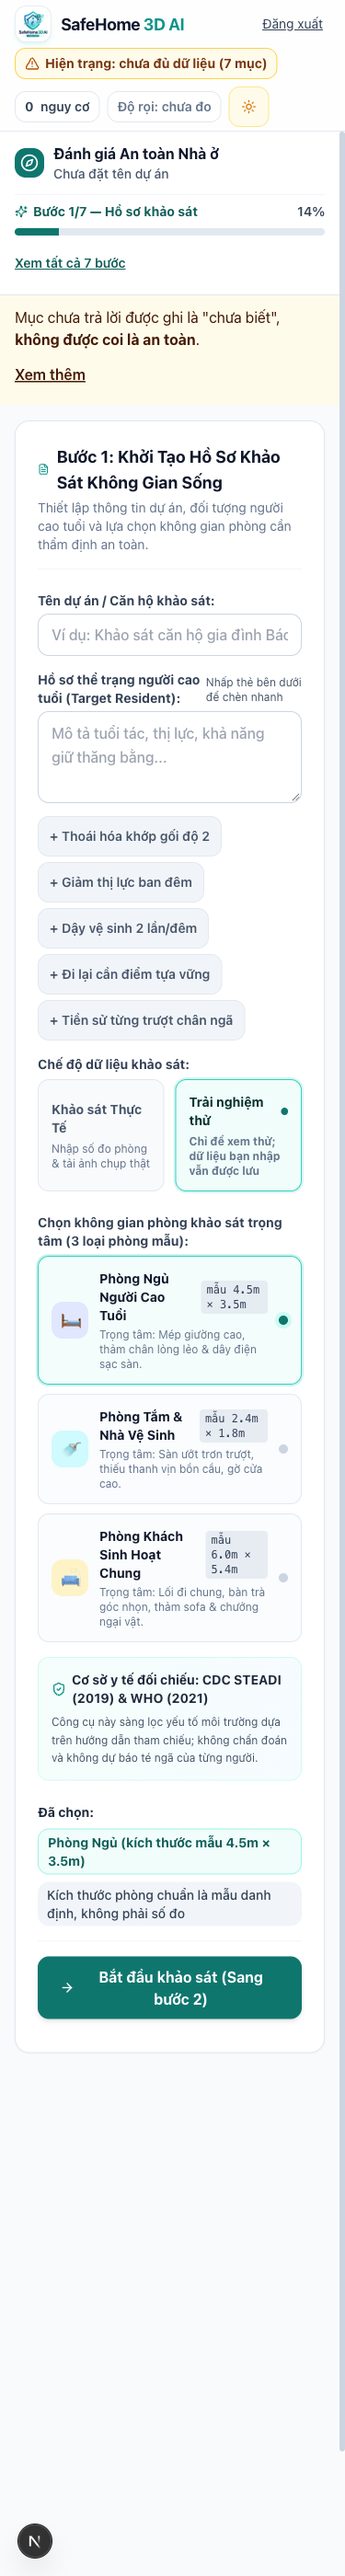 SafeHome 3D AI
Đăng xuất
Hiện trạng: chưa đủ dữ liệu (7 mục)
0 nguy cơ
Độ rọi: chưa đo
Đánh giá An toàn Nhà ở
Chưa đặt tên dự án
Bước 1/7 — Hồ sơ khảo sát
14%
Xem tất cả 7 bước
Mục chưa trả lời được ghi là "chưa biết",
không được coi là an toàn.
Xem thêm
Bước 1: Khởi Tạo Hồ Sơ Khảo
Sát Không Gian Sống
Thiết lập thông tin dự án, đối tượng người
cao tuổi và lựa chọn không gian phòng cần
thẩm định an toàn.
Tên dự án / Căn hộ khảo sát:
Ví dụ: Khảo sát căn hộ gia đình Bác
Hồ sơ thể trạng người cao
tuổi (Target Resident):
Nhấp thẻ bên dưới
để chèn nhanh
Mô tả tuổi tác, thị lực, khả năng
giữ thăng bằng...
+ Thoái hóa khớp gối độ 2
+ Giảm thị lực ban đêm
+ Dậy vệ sinh 2 lần/đêm
+ Đi lại cần điểm tựa vững
+ Tiền sử từng trượt chân ngã
Chế độ dữ liệu khảo sát:
Khảo sát Thực
Tế
Nhập số đo phòng
& tải ảnh chụp thật
Trải nghiệm
thử
Chỉ để xem thử;
dữ liệu bạn nhập
vẫn được lưu
Chọn không gian phòng khảo sát trọng
tâm (3 loại phòng mẫu):
Phòng Ngủ
Người Cao
Tuổi
mẫu 4.5m
× 3.5m
Trọng tâm: Mép giường cao,
thảm chân lỏng lẻo & dây điện
sạc sàn.
Phòng Tắm &
Nhà Vệ Sinh
mẫu 2.4m
× 1.8m
Trọng tâm: Sàn ướt trơn trượt,
thiếu thanh vịn bồn cầu, gờ cửa
cao.
Phòng Khách
Sinh Hoạt
Chung
mẫu
6.0m ×
5.4m
Trọng tâm: Lối đi chung, bàn trà
góc nhọn, thảm sofa & chướng
ngại vật.
Cơ sở y tế đối chiếu: CDC STEADI
(2019) & WHO (2021)
Công cụ này sàng lọc yếu tố môi trường dựa
trên hướng dẫn tham chiếu; không chẩn đoán
và không dự báo té ngã của từng người.
Đã chọn:
Phòng Ngủ (kích thước mẫu 4.5m ×
3.5m)
Kích thước phòng chuẩn là mẫu danh
định, không phải số đo
Bắt đầu khảo sát (Sang
bước 2)
N